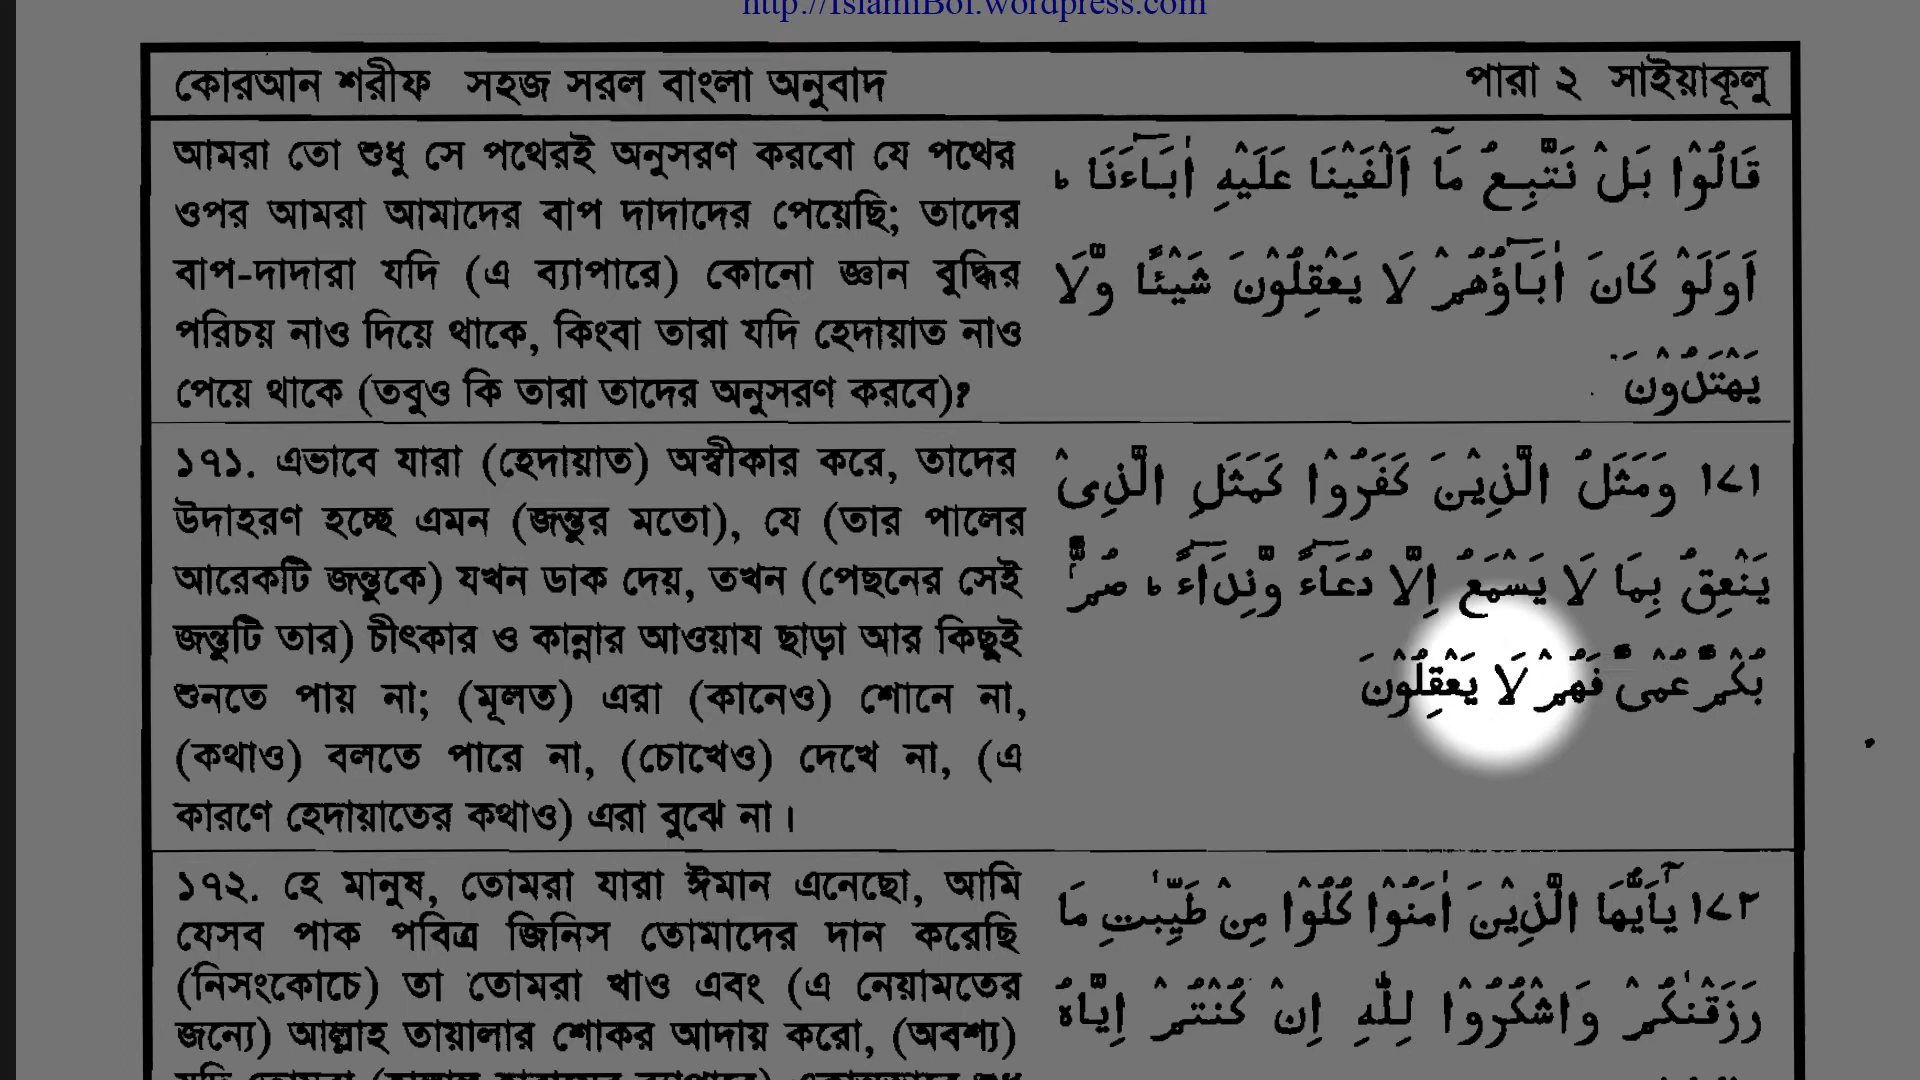 http://IslamiBoi.wordpress.com
কোরআন শরীফ সহজ সরল বাংলা অনুবাদ
পারা ২ সাইয়াকূলু
আমরা তো শুধু সে পথেরই অনুসরণ করবো যে পথের
ওপর আমরা আমাদের বাপ দাদাদের পেয়েছি; তাদের
বাপ-দাদারা যদি (এ ব্যাপারে) কোনো জ্ঞান বুদ্ধির
পরিচয় নাও দিয়ে থাকে, কিংবা তারা যদি হেদায়াত নাও
পেয়ে থাকে (তবুও কি তারা তাদের অনুসরণ করবে)?
قَالُوْا بَلْ نَتَّبِعُ مَآ اَلْفَيْنَا عَلَيْهِ اٰبَآءَنَا ؕ
اَوَلَوْ كَانَ اٰبَآؤُهُمْ لَا يَعْقِلُوْنَ شَيْئًا وَّلَا
يَهْتَدُوْنَ
১৭১. এভাবে যারা (হেদায়াত) অস্বীকার করে, তাদের
উদাহরণ হচ্ছে এমন (জন্তুর মতো), যে (তার পালের
আরেকটি জন্তুকে) যখন ডাক দেয়, তখন (পেছনের সেই
জন্তুটি তার) চীৎকার ও কান্নার আওয়ায ছাড়া আর কিছুই
শুনতে পায় না; (মূলত) এরা (কানেও) শোনে না,
(কথাও) বলতে পারে না, (চোখেও) দেখে না, (এ
কারণে হেদায়াতের কথাও) এরা বুঝে না।
١٧١ وَمَثَلُ الَّذِيْنَ كَفَرُوْا كَمَثَلِ الَّذِىْ
يَنْعِقُ بِمَا لَا يَسْمَعُ اِلَّا دُعَآءً وَّنِدَآءً ؕ صُمٌّۢ
بُكْمٌ عُمْىٌ فَهُمْ لَا يَعْقِلُوْنَ
১৭২. হে মানুষ, তোমরা যারা ঈমান এনেছো, আমি
যেসব পাক পবিত্র জিনিস তোমাদের দান করেছি
(নিসংকোচে) তা তোমরা খাও এবং (এ নেয়ামতের
জন্যে) আল্লাহ তায়ালার শোকর আদায় করো, (অবশ্য)
١٧٢ يٰٓاَيُّهَا الَّذِيْنَ اٰمَنُوْا كُلُوْا مِنْ طَيِّبٰتِ مَا
رَزَقْنٰكُمْ وَاشْكُرُوْا لِلّٰهِ اِنْ كُنْتُمْ اِيَّاهُ